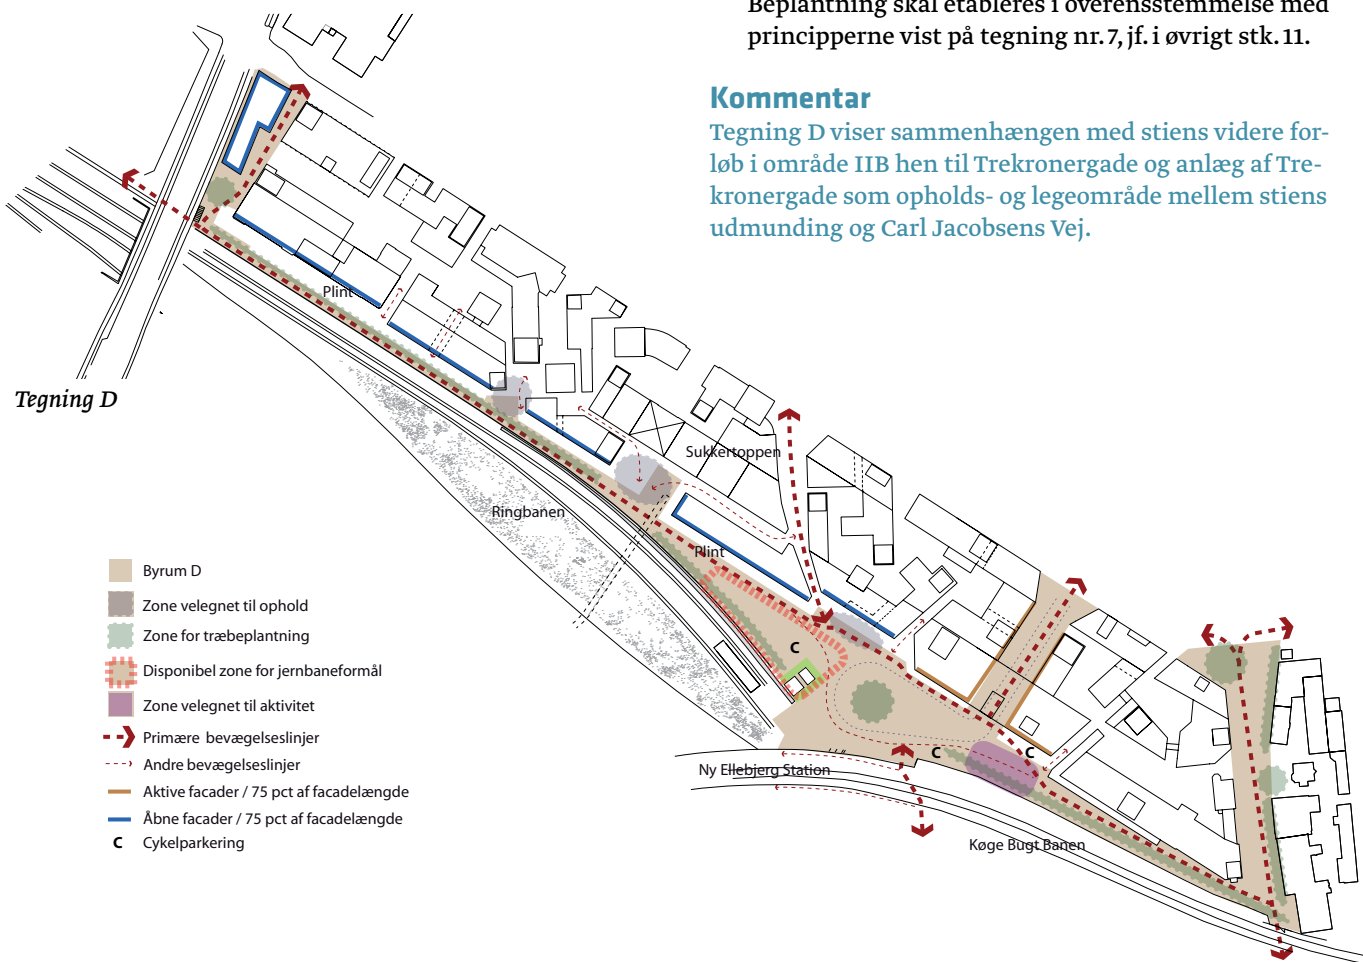 Beplantning skal etableres i overensstemmelse med
principperne vist på tegning nr. 7, jf. i øvrigt stk. 11.
Kommentar
Tegning D viser sammenhængen med stiens videre for-
løb i område IIB hen til Trekronergade og anlæg af Tre-
kronergade som opholds- og legeområde mellem stiens
udmunding og Carl Jacobsens Vej.
Plint
Tegning D
Sukkertoppen
Ringbanen
Plint
Byrum D
Zone velegnet til ophold
Zone for træbeplantning
Disponibel zone for jernbaneformål
Zone velegnet til aktivitet
Primære bevægelseslinjer
Andre bevægelseslinjer
Aktive facader / 75 pct af facadelængde
Åbne facader / 75 pct af facadelængde
C Cykelparkering
C
C
C
Ny Ellebjerg Station
Køge Bugt Banen